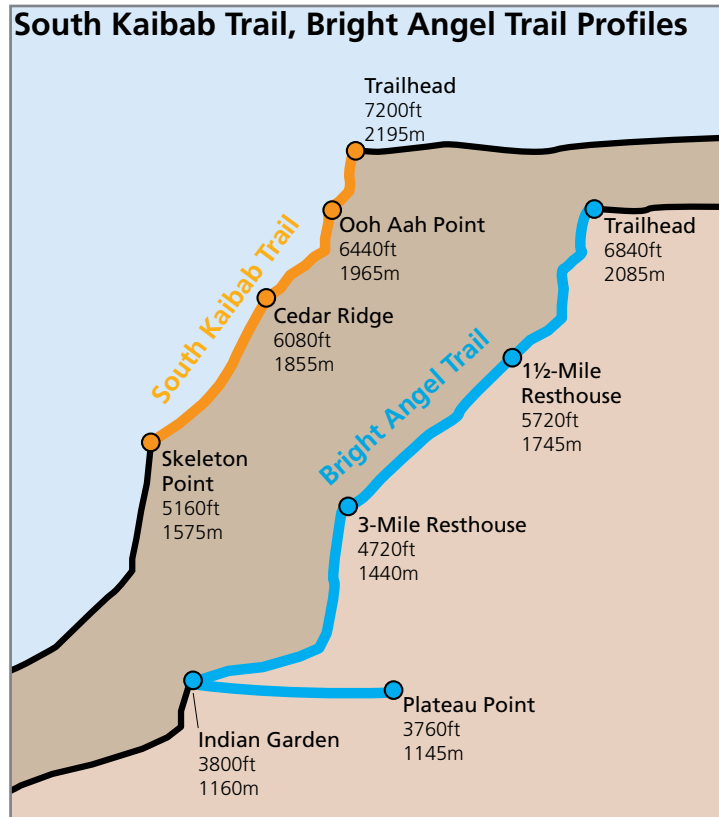 South Kaibab Trail, Bright Angel Trail Profiles
Trailhead
7200ft
2195m
South Kaibab Trail
Ooh Aah Point
6440ft
1965m
Cedar Ridge
6080ft
1855m
Skeleton
Point
5160ft
1575m
Trailhead
6840ft
2085m
Bright Angel Trail
1½-Mile
Resthouse
5720ft
1745m
3-Mile Resthouse
4720ft
1440m
Plateau Point
3760ft
1145m
Indian Garden
3800ft
1160m